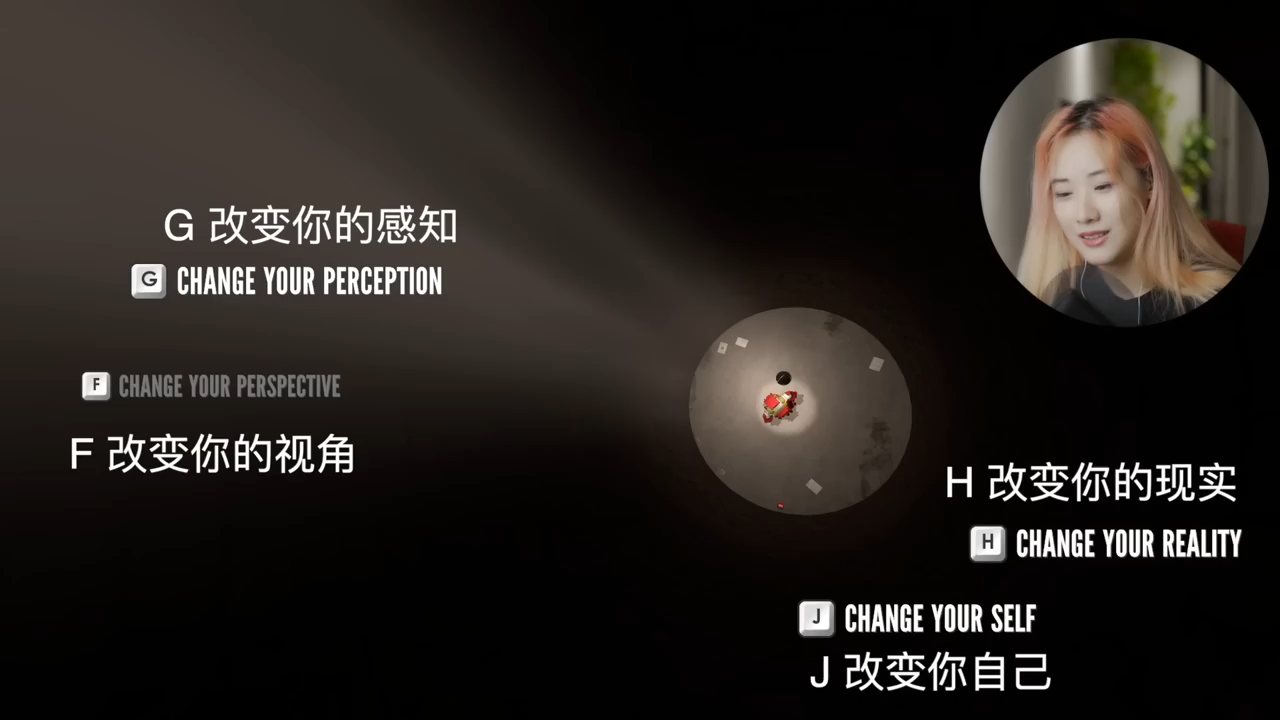 G 改变你的感知
G CHANGE YOUR PERCEPTION
F CHANGE YOUR PERSPECTIVE
F 改变你的视角
H 改变你的现实
H CHANGE YOUR REALITY
J CHANGE YOUR SELF
J 改变你自己